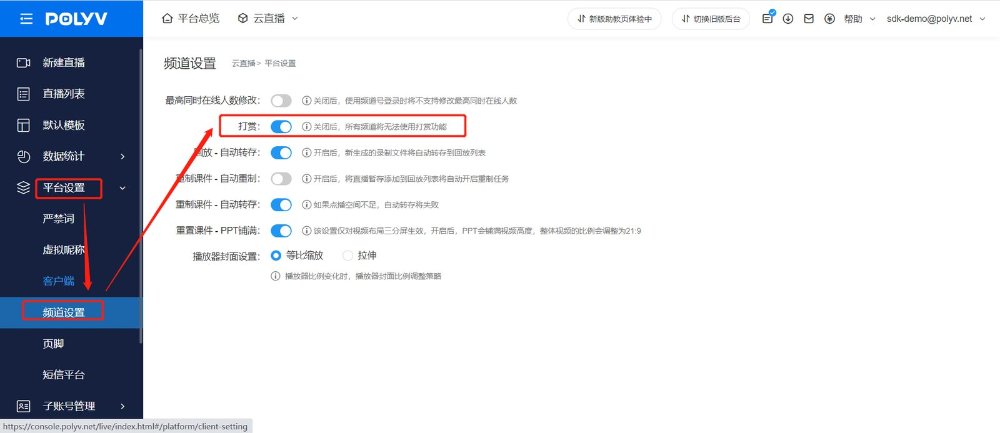 POLYV
平台总览
云直播
新版助教页体验中
切换旧版后台
帮助
sdk-demo@polyv.net
新建直播
直播列表
默认模板
数据统计
平台设置
严禁词
虚拟昵称
客户端
频道设置
页脚
短信平台
子账号管理
频道设置 云直播> 平台设置
最高同时在线人数修改： 关闭后，使用频道号登录时将不支持修改最高同时在线人数
打赏： 关闭后，所有频道将无法使用打赏功能
回放 - 自动转存： 开启后，新生成的录制文件将自动转存到回放列表
重制课件 - 自动重制： 开启后，将直播暂存添加到回放列表将自动开启重制任务
重制课件 - 自动转存： 如果点播空间不足，自动转存将失败
重置课件 - PPT铺满： 该设置仅对视频布局三分屏生效，开启后，PPT会铺满视频高度，整体视频的比例会调整为21:9
播放器封面设置： 等比缩放 拉伸
播放器比例变化时，播放器封面比例调整策略
https://console.polyv.net/live/index.html#/platform/client-setting